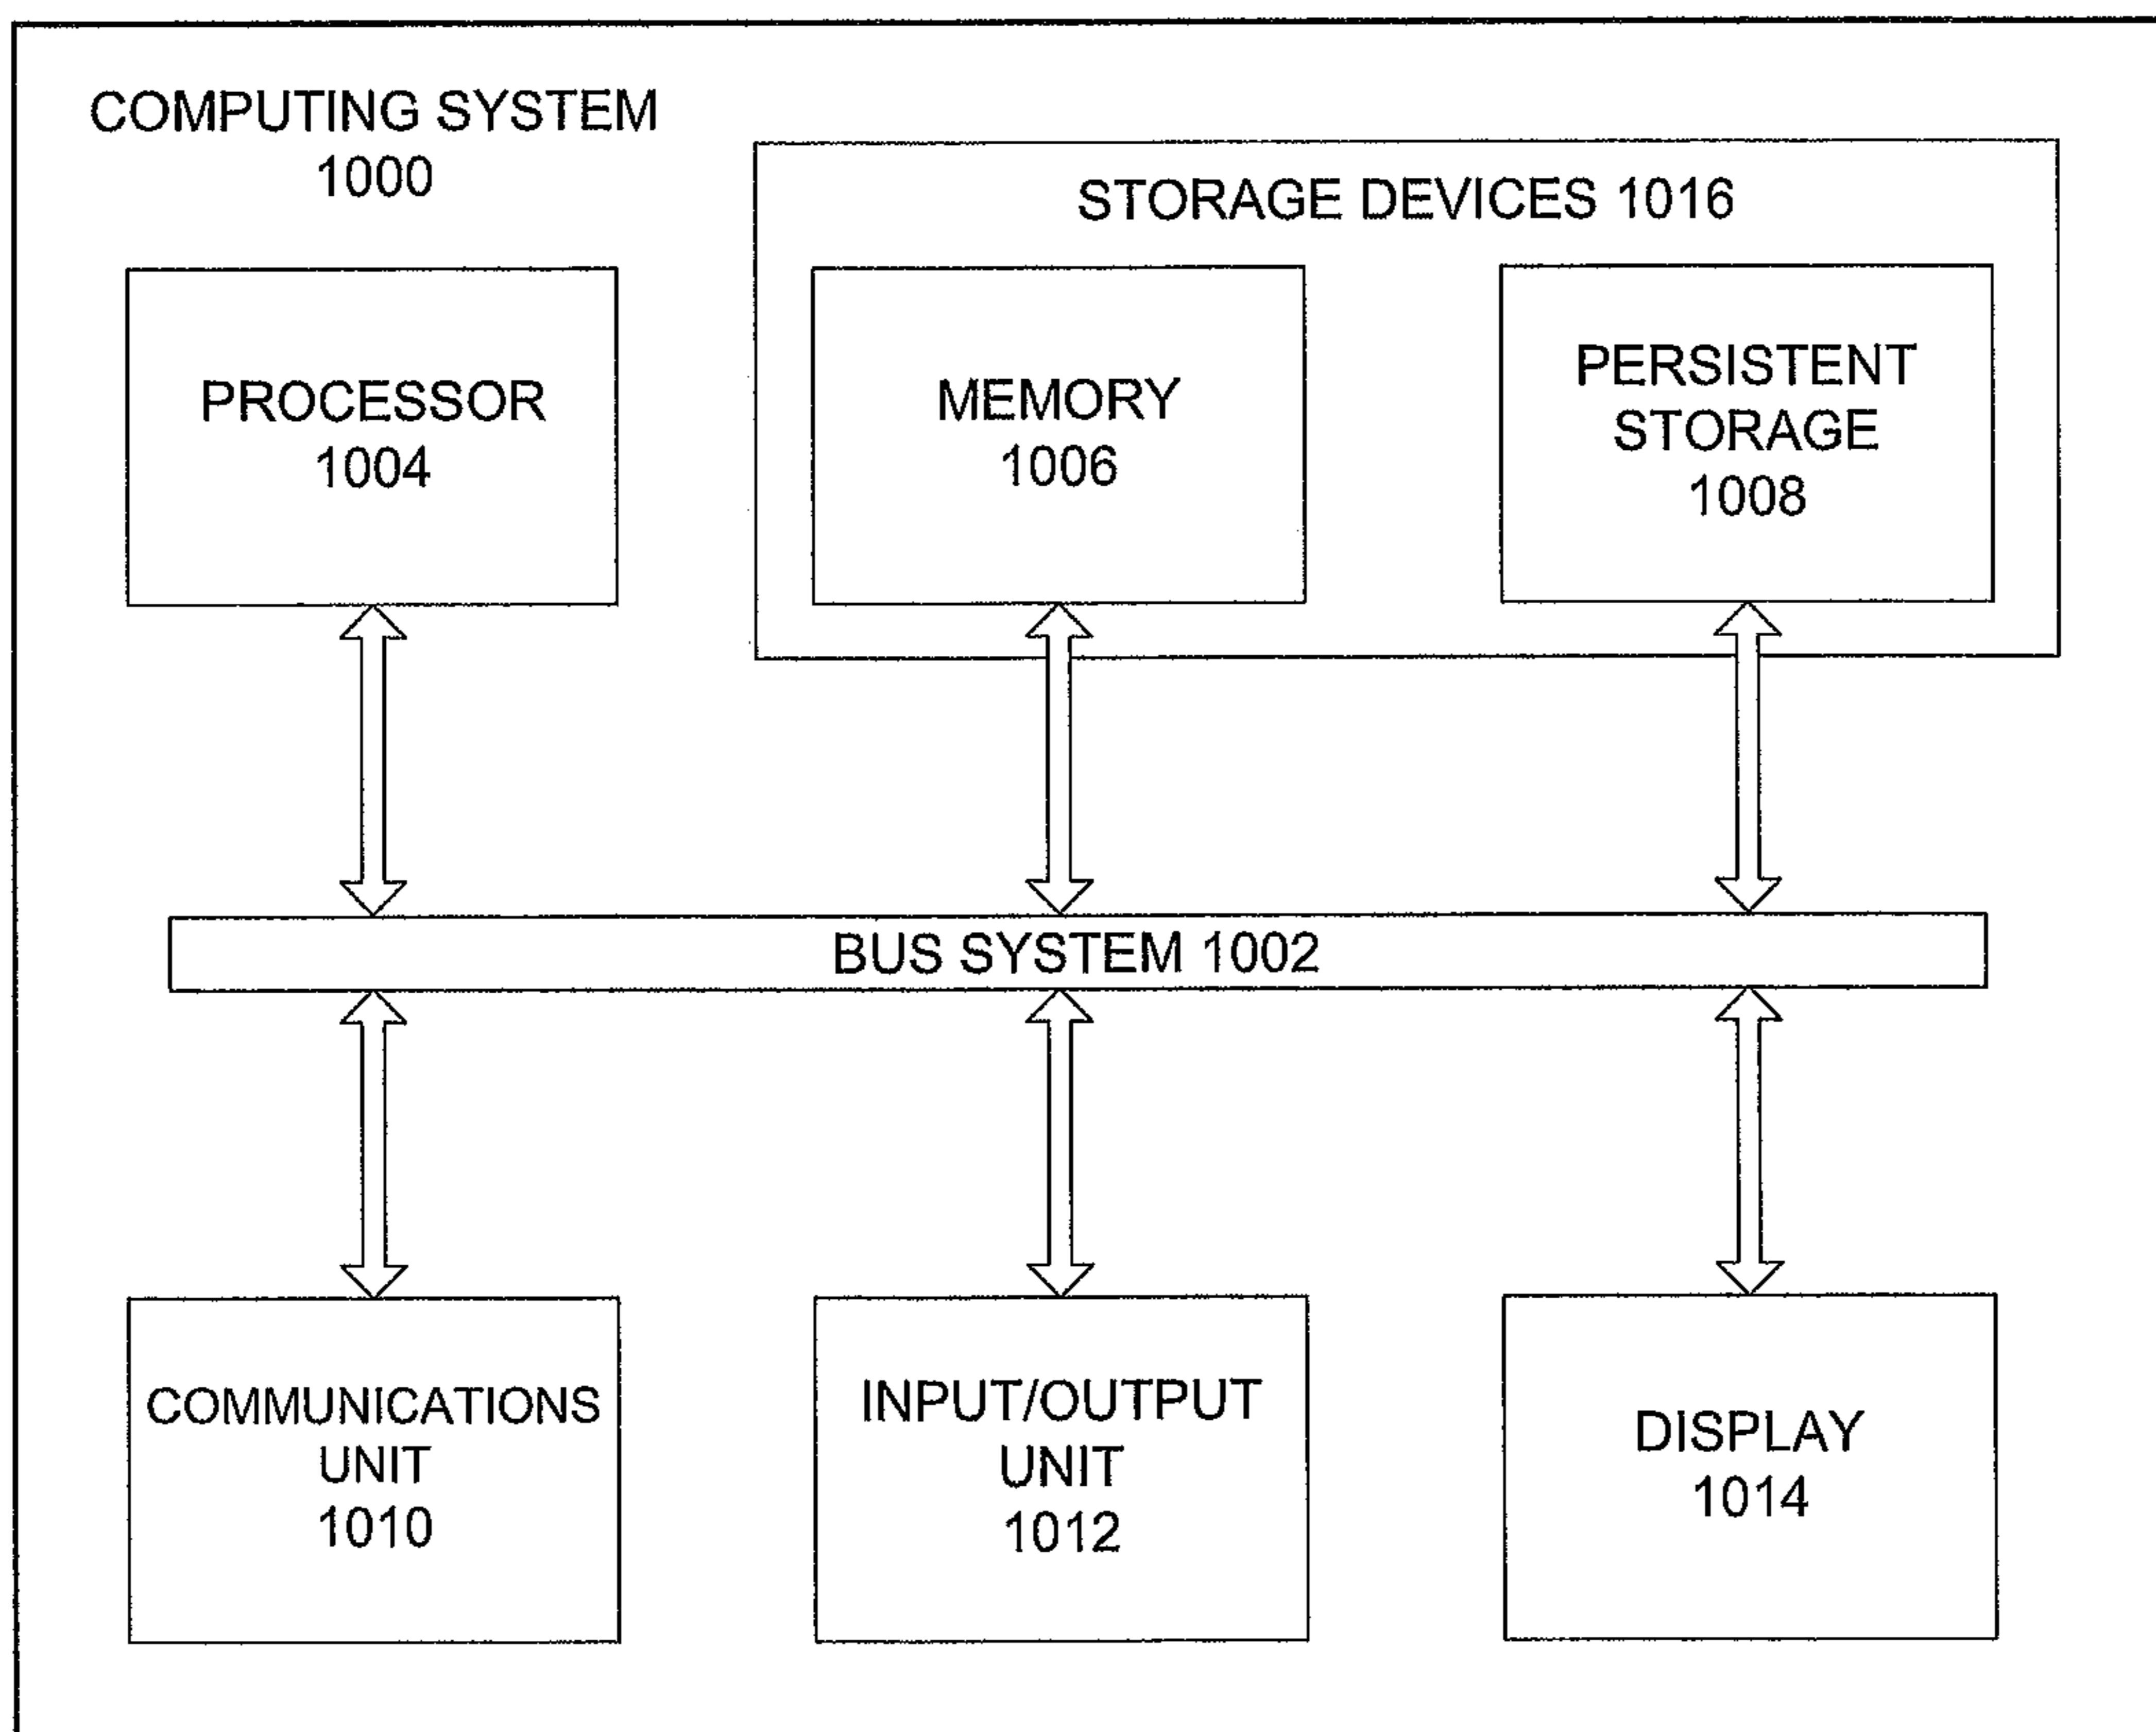 COMPUTING SYSTEM
1000
STORAGE DEVICES 1016
PROCESSOR
1004
MEMORY
1006
PERSISTENT
STORAGE
1008
BUS SYSTEM 1002
COMMUNICATIONS
UNIT
1010
INPUT/OUTPUT
UNIT
1012
DISPLAY
1014